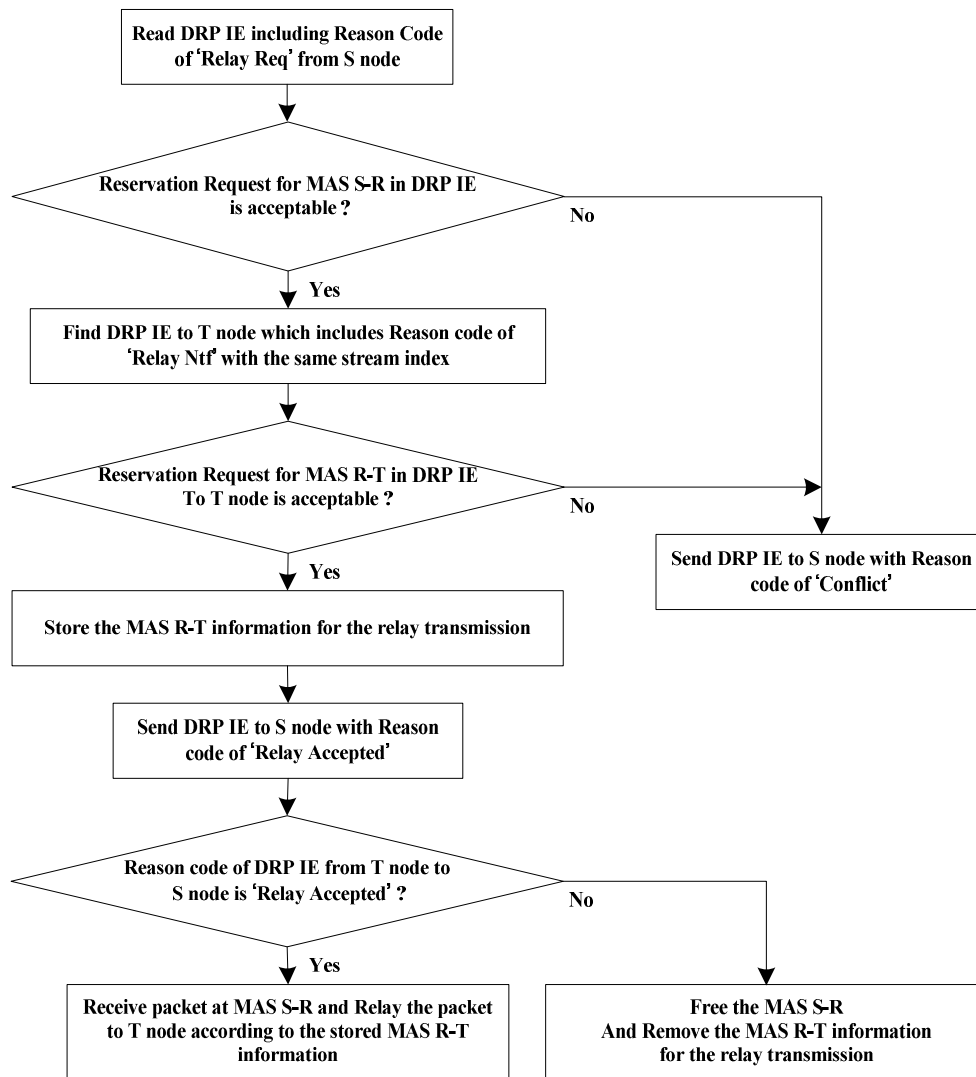 Read DRP IE including Reason Code
of ‘Relay Req’ from S node
Reservation Request for MAS S-R in DRP IE
is acceptable ?
No
Yes
Find DRP IE to T node which includes Reason code of
‘Relay Ntf’ with the same stream index
Reservation Request for MAS R-T in DRP IE
To T node is acceptable ?
No
Yes
Send DRP IE to S node with Reason
code of ‘Conflict’
Store the MAS R-T information for the relay transmission
Send DRP IE to S node with Reason
code of ‘Relay Accepted’
Reason code of DRP IE from T node to
S node is ‘Relay Accepted’ ?
No
Yes
Receive packet at MAS S-R and Relay the packet
to T node according to the stored MAS R-T
information
Free the MAS S-R
And Remove the MAS R-T information
for the relay transmission